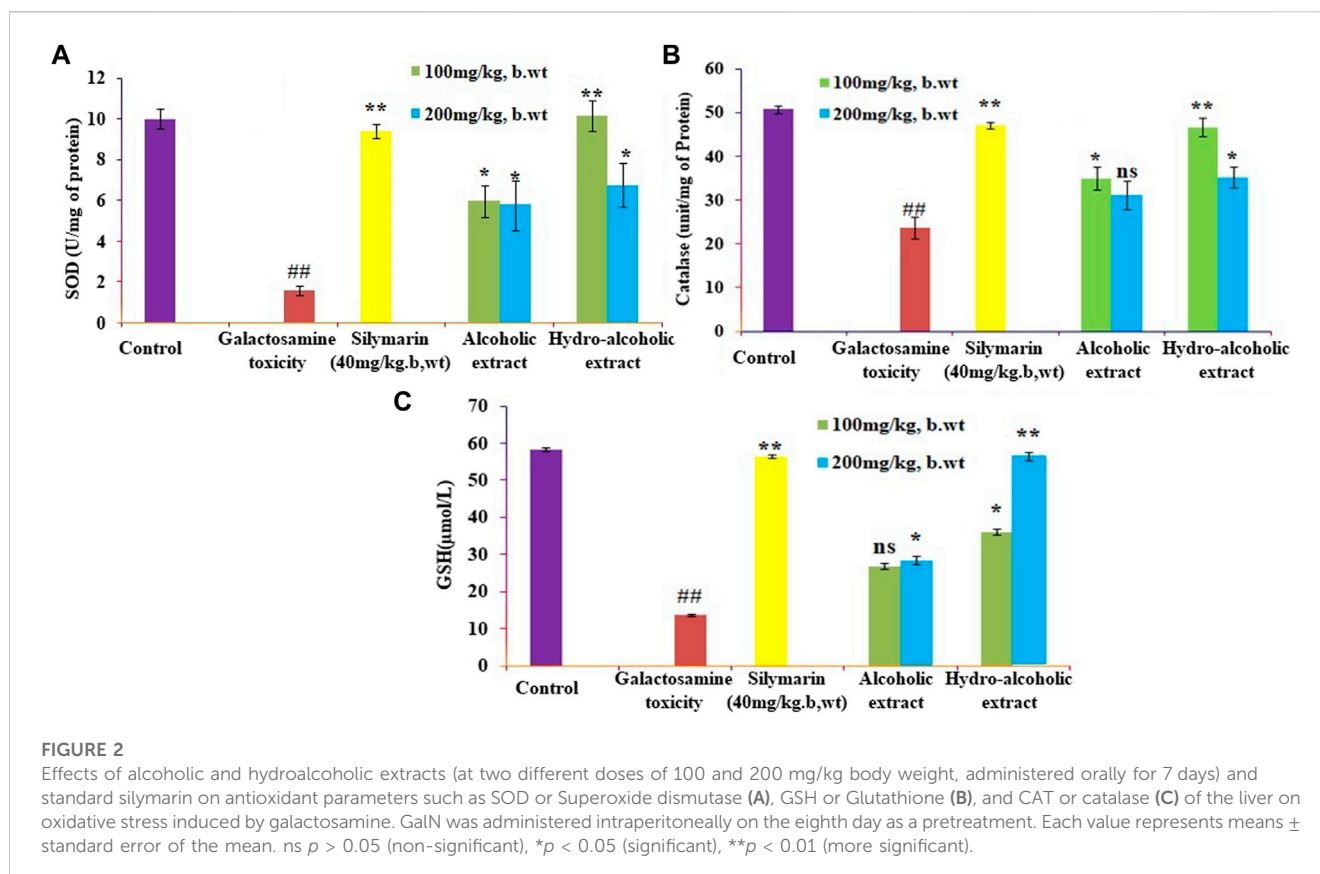 A
SOD (U/mg of protein)
12
10
8
6
4
2
0
100mg/kg, b.wt
200mg/kg, b.wt
##
**
*
*
**
*
Control
Galactosamine toxicity
Silymarin (40mg/kg.b,wt)
Alcoholic extract
Hydro-alcoholic extract
B
Catalase (unit/mg of Protein)
60
50
40
30
20
10
0
100mg/kg, b.wt
200mg/kg, b.wt
##
**
*
ns
**
*
Control
Galactosamine toxicity
Silymarin (40mg/kg.b,wt)
Alcoholic extract
Hydro-alcoholic extract
C
GSH(µmol/L)
70
60
50
40
30
20
10
0
100mg/kg, b.wt
200mg/kg, b.wt
##
**
ns
*
*
**
Control
Galactosamine toxicity
Silymarin (40mg/kg.b,wt)
Alcoholic extract
Hydro-alcoholic extract
FIGURE 2
Effects of alcoholic and hydroalcoholic extracts (at two different doses of 100 and 200 mg/kg body weight, administered orally for 7 days) and
standard silymarin on antioxidant parameters such as SOD or Superoxide dismutase (A), GSH or Glutathione (B), and CAT or catalase (C) of the liver on
oxidative stress induced by galactosamine. GalN was administered intraperitoneally on the eighth day as a pretreatment. Each value represents means ±
standard error of the mean. ns p > 0.05 (non-significant), *p < 0.05 (significant), **p < 0.01 (more significant).